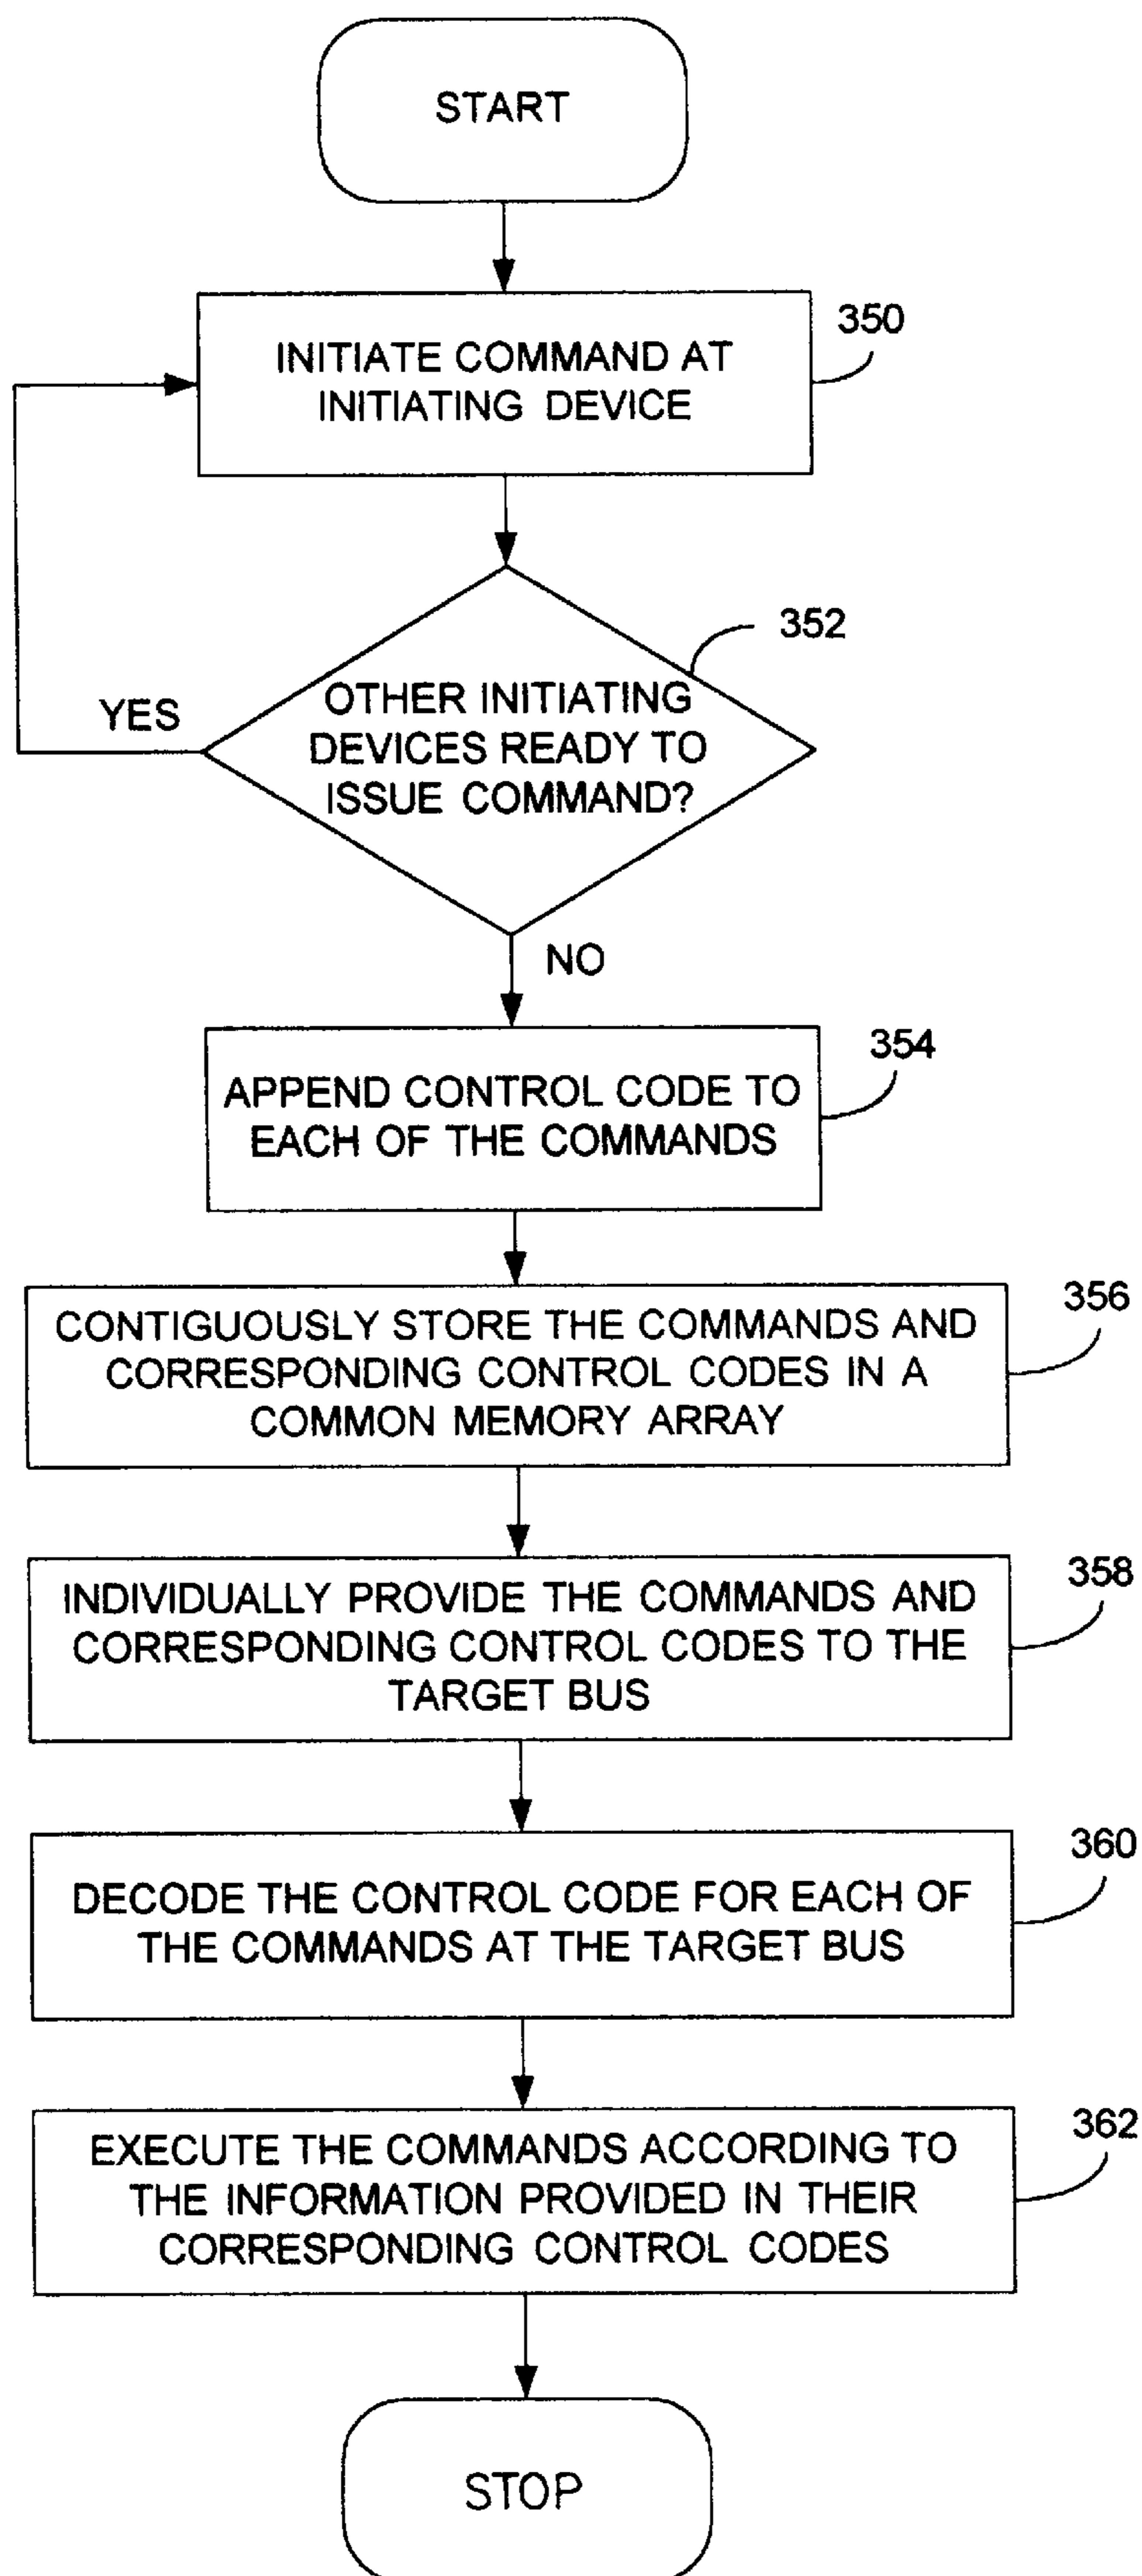 START
350
INITIATE COMMAND AT
INITIATING DEVICE
352
OTHER INITIATING
DEVICES READY TO
ISSUE COMMAND?
YES
NO
354
APPEND CONTROL CODE TO
EACH OF THE COMMANDS
356
CONTIGUOUSLY STORE THE COMMANDS AND
CORRESPONDING CONTROL CODES IN A
COMMON MEMORY ARRAY
358
INDIVIDUALLY PROVIDE THE COMMANDS AND
CORRESPONDING CONTROL CODES TO THE
TARGET BUS
360
DECODE THE CONTROL CODE FOR EACH OF
THE COMMANDS AT THE TARGET BUS
362
EXECUTE THE COMMANDS ACCORDING TO
THE INFORMATION PROVIDED IN THEIR
CORRESPONDING CONTROL CODES
STOP